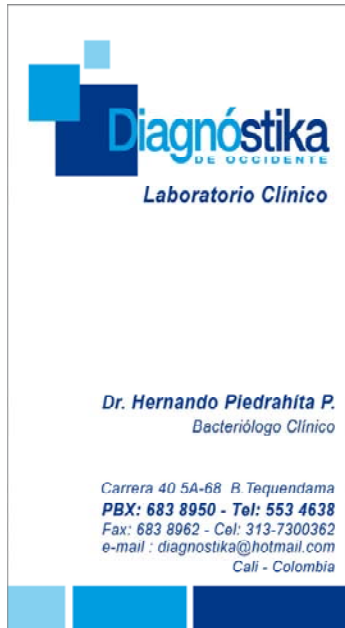 Diagnóstika
DE OCCIDENTE
Laboratorio Clínico
Dr. Hernando Piedrahíta P.
Bacteriólogo Clínico
Carrera 40 5A-68 B. Tequendama
PBX: 683 8950 - Tel: 553 4638
Fax: 683 8962 - Cel: 313-7300362
e-mail : diagnostika@hotmail.com
Cali - Colombia